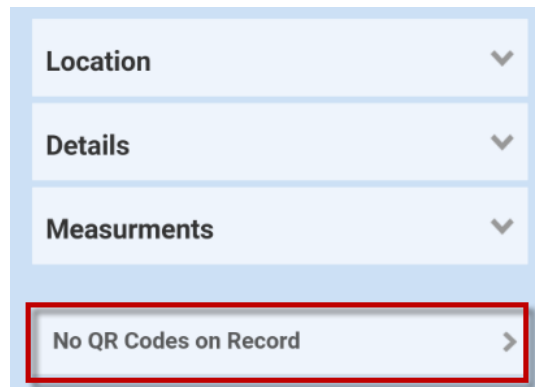 Location
Details
Measurments
No QR Codes on Record